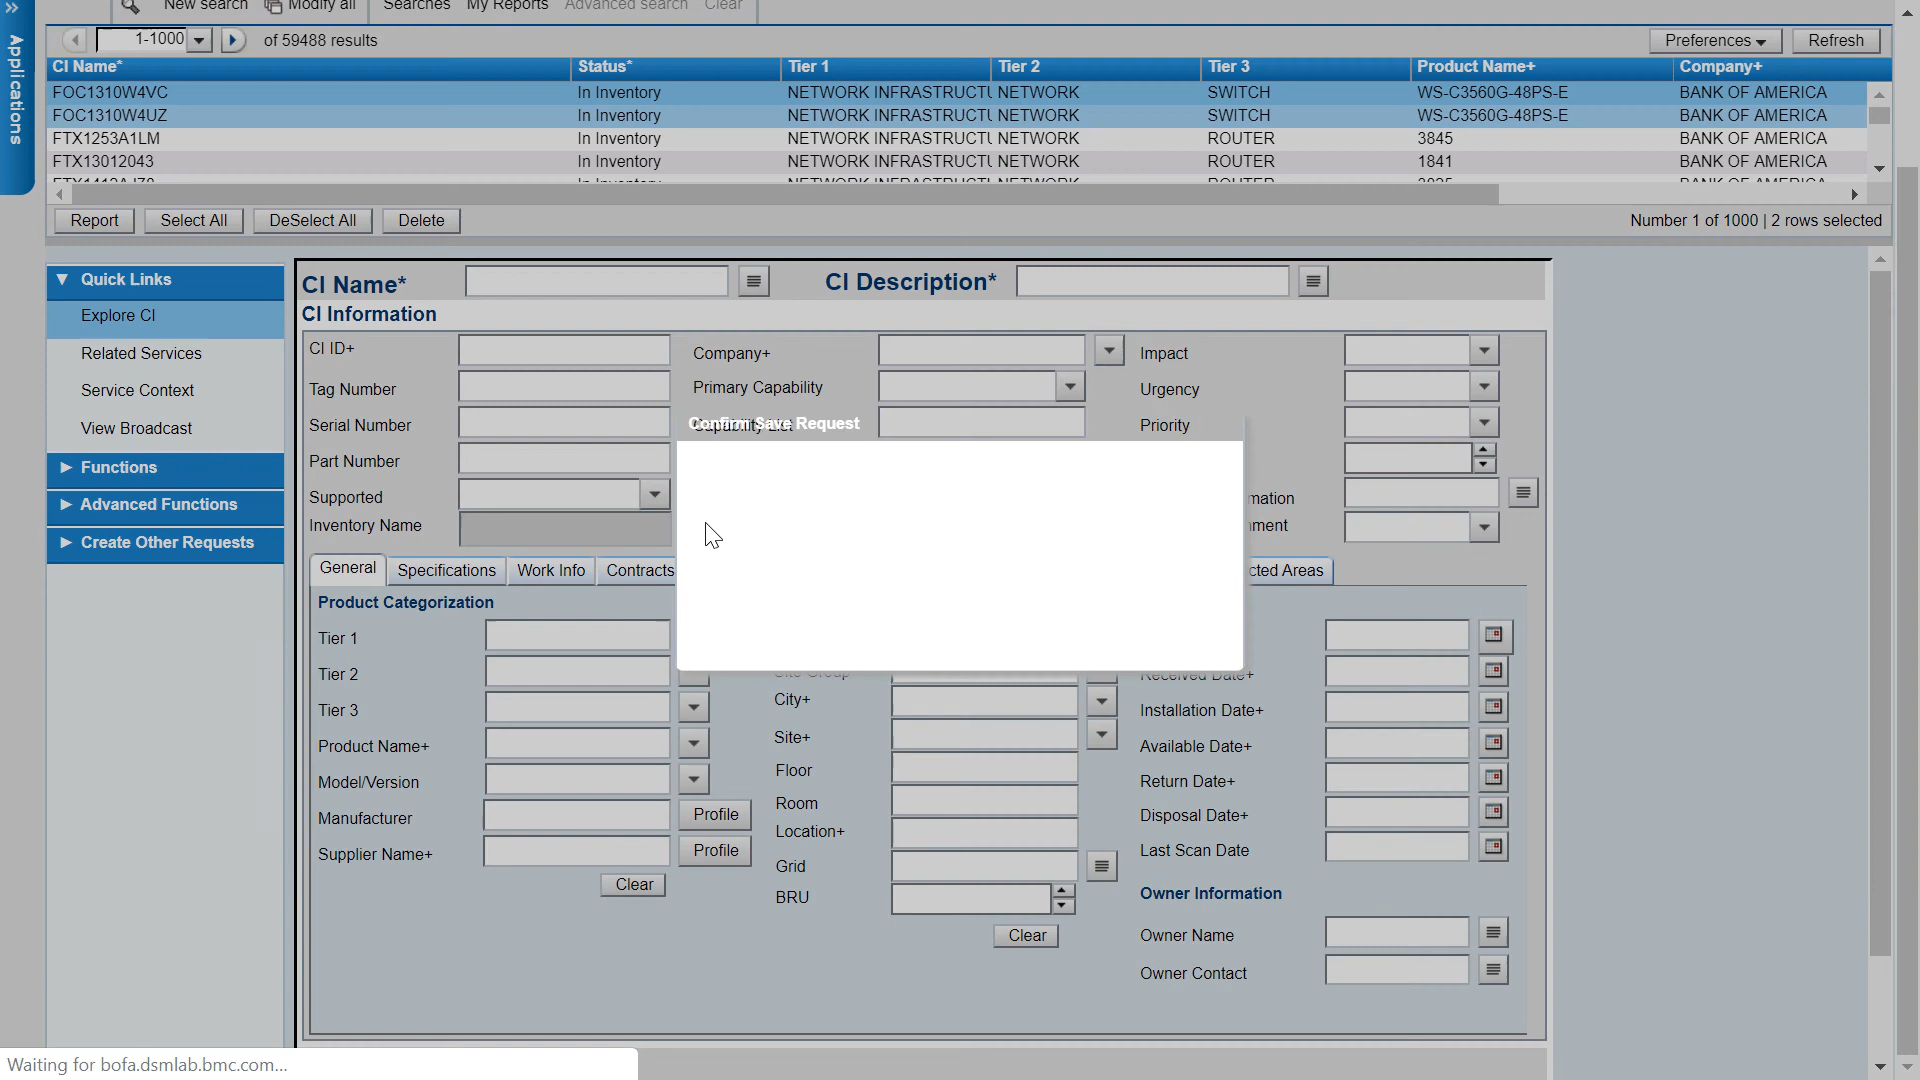 New search
Modify all
Searches
My Reports
Advanced search
Clear
1-1000
of 59488 results
Preferences
Refresh
Applications
CI Name* Status* Tier 1 Tier 2 Tier 3 Product Name+ Company+
FOC1310W4VC In Inventory NETWORK INFRASTRUCTU NETWORK SWITCH WS-C3560G-48PS-E BANK OF AMERICA
FOC1310W4UZ In Inventory NETWORK INFRASTRUCTU NETWORK SWITCH WS-C3560G-48PS-E BANK OF AMERICA
FTX1253A1LM In Inventory NETWORK INFRASTRUCTU NETWORK ROUTER 3845 BANK OF AMERICA
FTX13012043 In Inventory NETWORK INFRASTRUCTU NETWORK ROUTER 1841 BANK OF AMERICA
Report
Select All
DeSelect All
Delete
Number 1 of 1000 | 2 rows selected
Quick Links
Explore CI
Related Services
Service Context
View Broadcast
Functions
Advanced Functions
Create Other Requests
CI Name*
CI Description*
CI Information
CI ID+
Company+
Impact
Tag Number
Primary Capability
Urgency
Serial Number
Capability List
Priority
Confirm Save Request
Part Number
Supported
mation
Inventory Name
nment
General
Specifications
Work Info
Contracts
cted Areas
Product Categorization
Tier 1
Tier 2
Tier 3
Product Name+
Model/Version
Manufacturer
Profile
Supplier Name+
Profile
Clear
Site Group
City+
Site+
Floor
Room
Location+
Grid
BRU
Clear
Received Date+
Installation Date+
Available Date+
Return Date+
Disposal Date+
Last Scan Date
Owner Information
Owner Name
Owner Contact
Waiting for bofa.dsmlab.bmc.com...